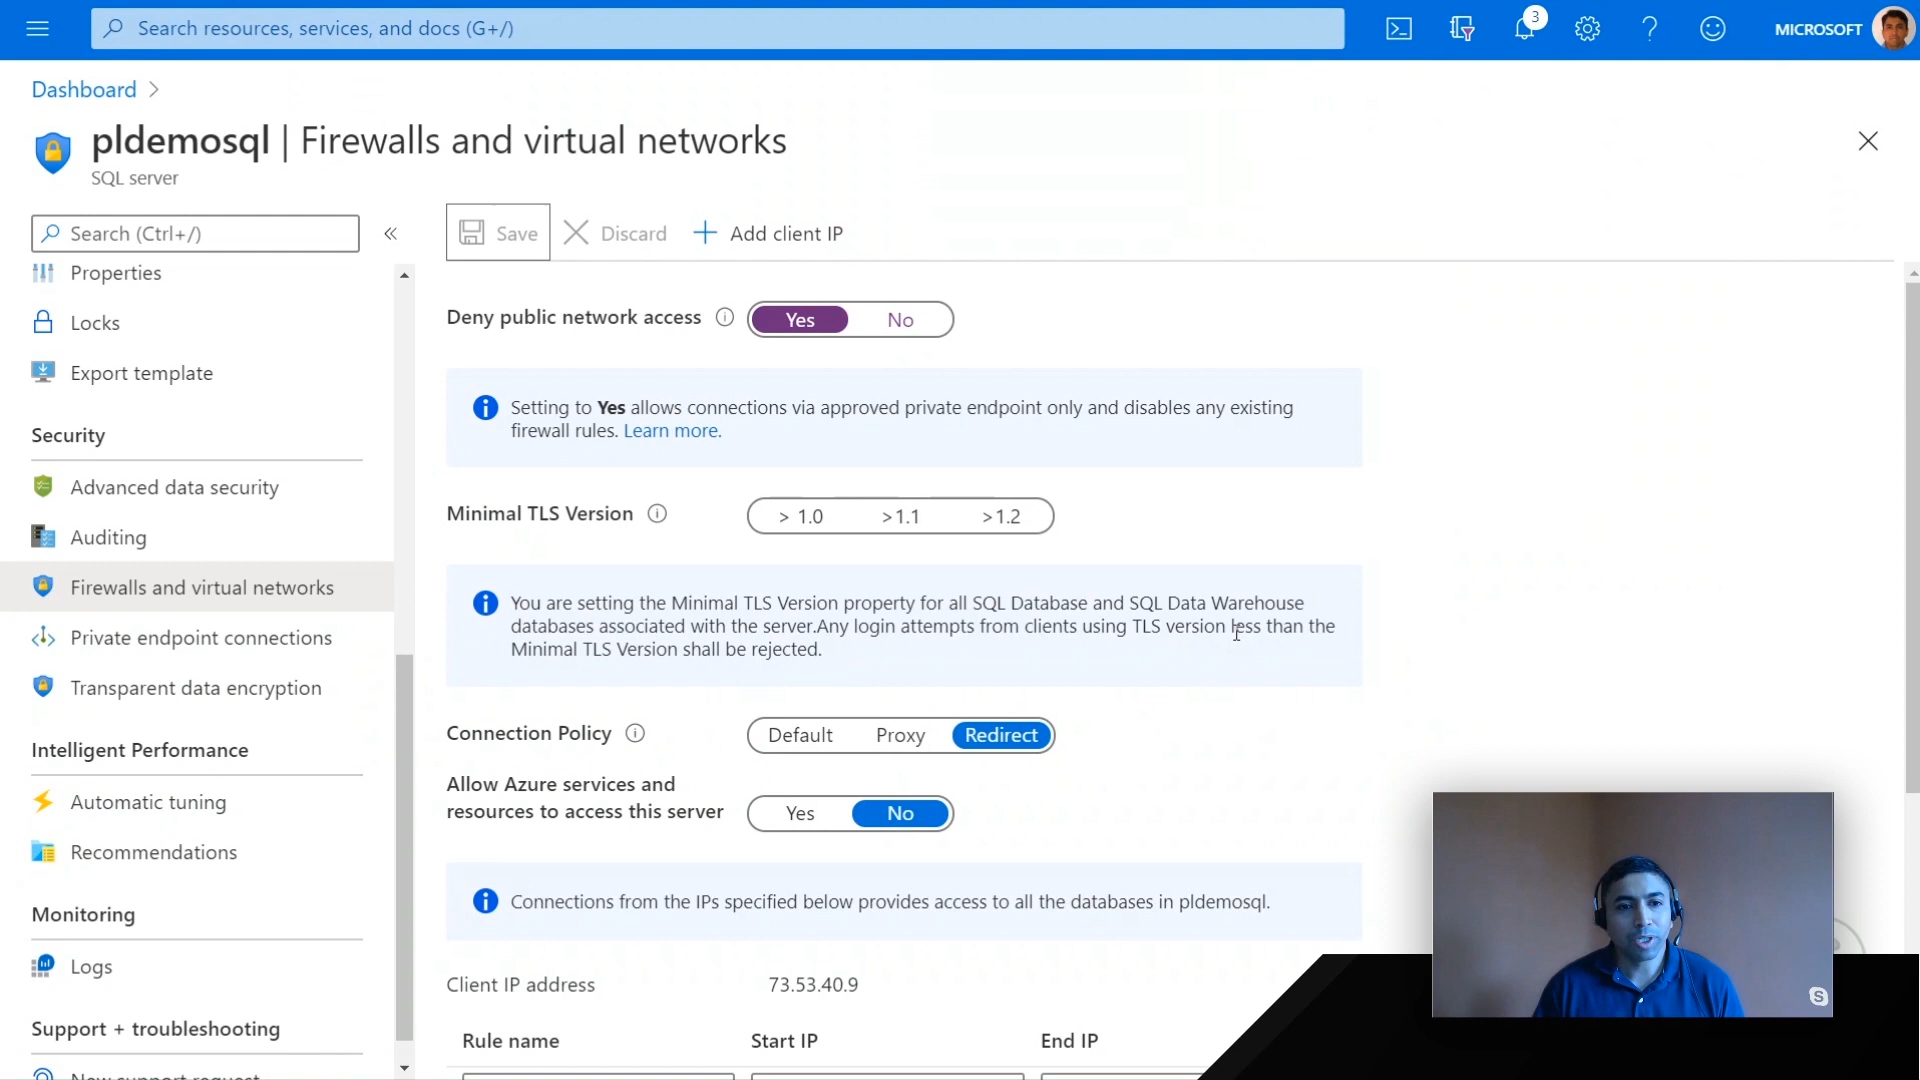 Search resources, services, and docs (G+/)
3
MICROSOFT
Dashboard
pldemosql | Firewalls and virtual networks
SQL server
Search (Ctrl+/)
«
Save
Discard
Add client IP
Properties
Locks
Export template
Security
Advanced data security
Auditing
Firewalls and virtual networks
Private endpoint connections
Transparent data encryption
Intelligent Performance
Automatic tuning
Recommendations
Monitoring
Logs
Support + troubleshooting
New support request
Deny public network access
Yes No
Setting to Yes allows connections via approved private endpoint only and disables any existing
firewall rules. Learn more.
Minimal TLS Version
> 1.0 >1.1 >1.2
You are setting the Minimal TLS Version property for all SQL Database and SQL Data Warehouse
databases associated with the server.Any login attempts from clients using TLS version less than the
Minimal TLS Version shall be rejected.
Connection Policy
Default Proxy Redirect
Allow Azure services and
resources to access this server
Yes No
Connections from the IPs specified below provides access to all the databases in pldemosql.
Client IP address 73.53.40.9
Rule name Start IP End IP